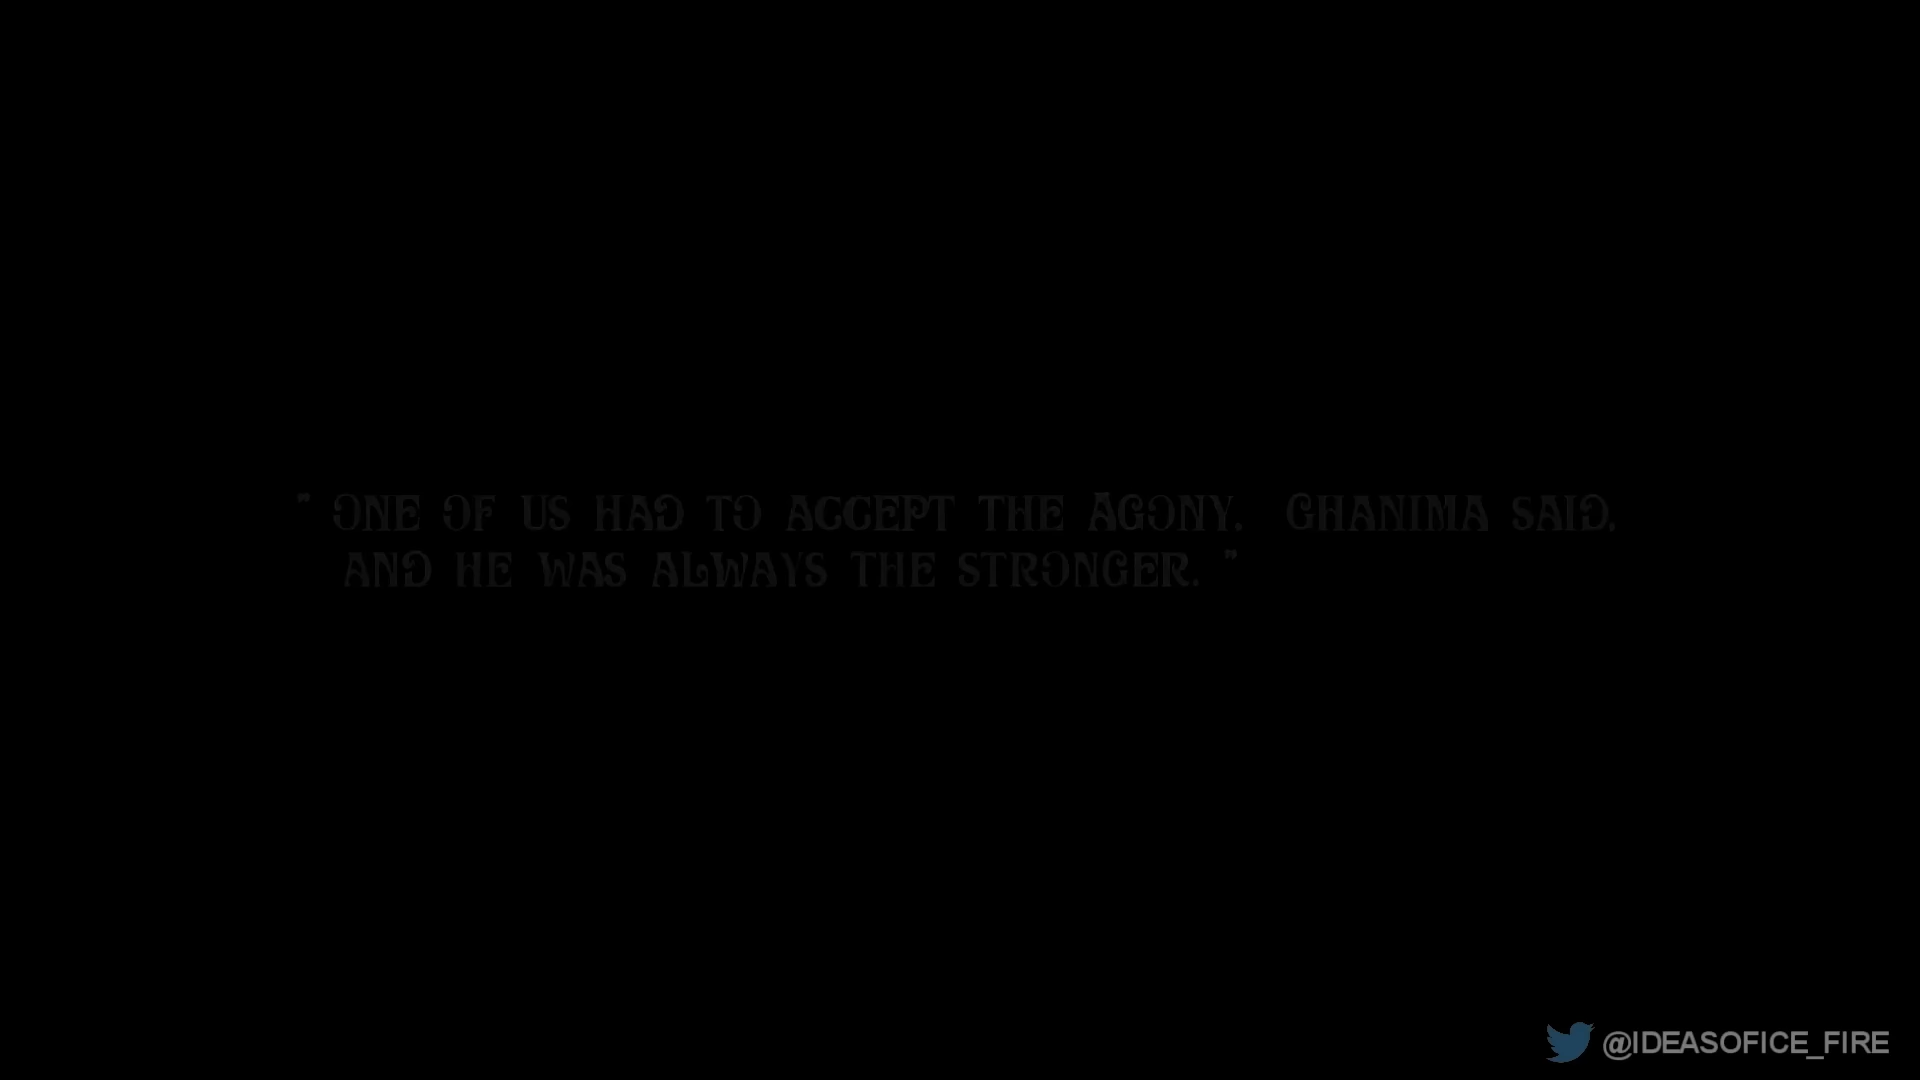 " ONE OF US HAD TO ACCEPT THE AGONY. GHANIMA SAID.
AND HE WAS ALWAYS THE STRONGER. "
@IDEASOFICE_FIRE